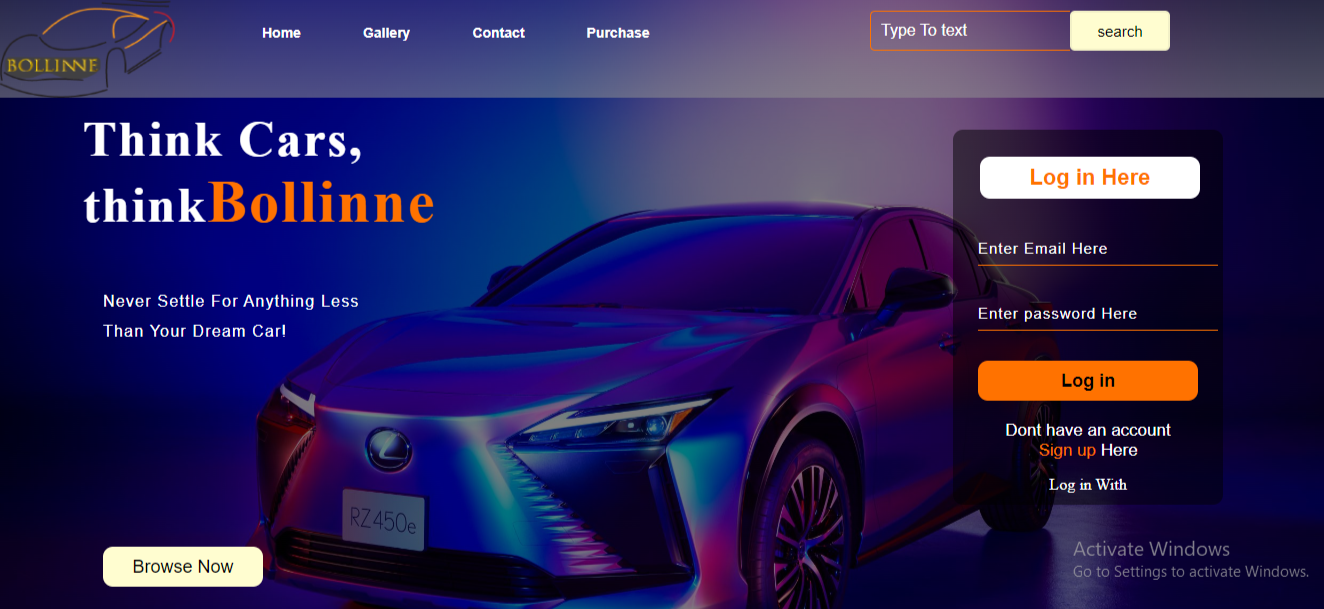 BOLLINNE
Home Gallery Contact Purchase
Type To text search
Think Cars,
thinkBollinne
Never Settle For Anything Less
Than Your Dream Car!
Browse Now
RZ450e
Log in Here
Enter Email Here
Enter password Here
Log in
Dont have an account
Sign up Here
Log in With
Activate Windows
Go to Settings to activate Windows.